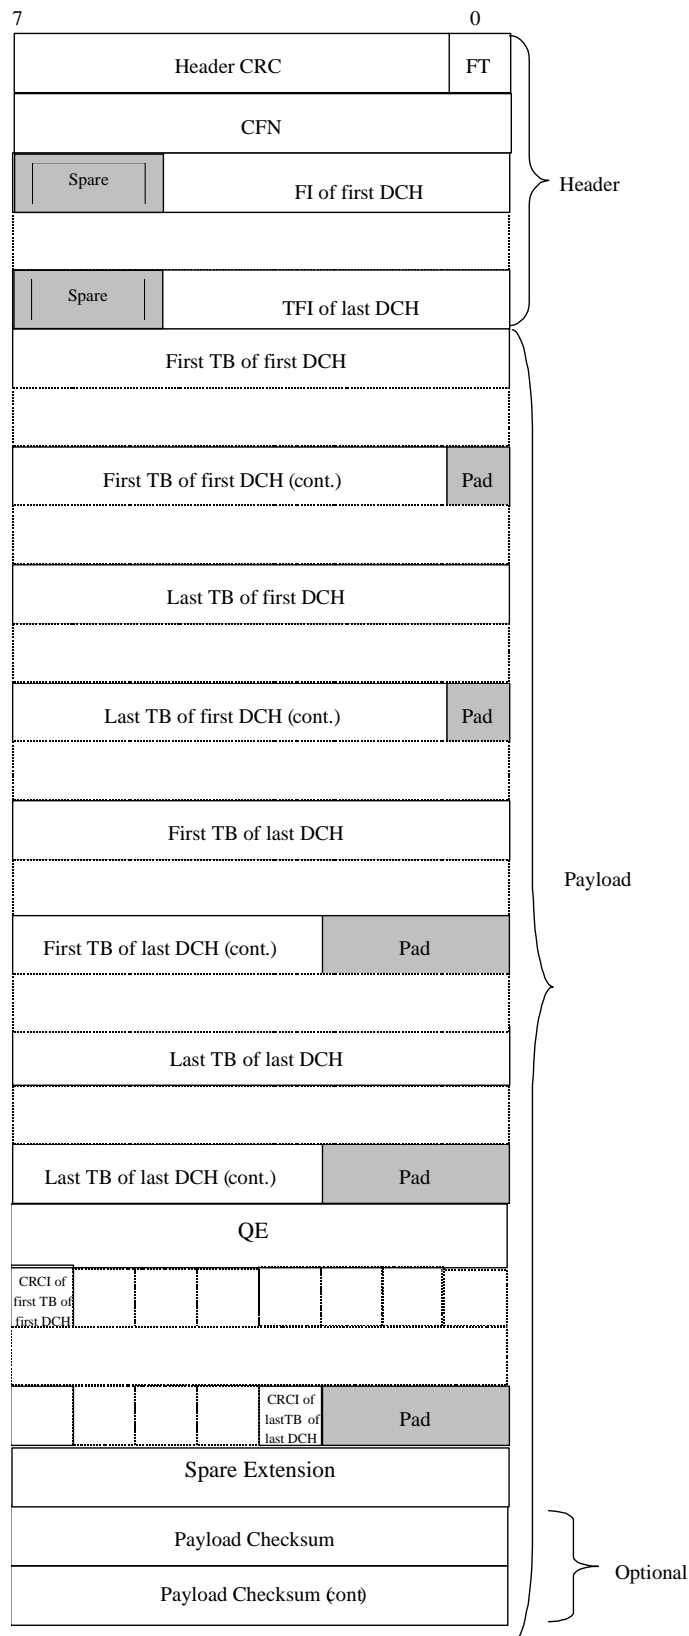 7 0
Header CRC FT
CFN
Spare FI of first DCH
Header
Spare TFI of last DCH
First TB of first DCH
First TB of first DCH (cont.) Pad
Last TB of first DCH
Last TB of first DCH (cont.) Pad
First TB of last DCH
Payload
First TB of last DCH (cont.) Pad
Last TB of last DCH
Last TB of last DCH (cont.) Pad
QE
CRCI of
first TB of
first DCH
CRCI of
lastTB of
last DCH
Pad
Spare Extension
Payload Checksum
Optional
Payload Checksum (cont)